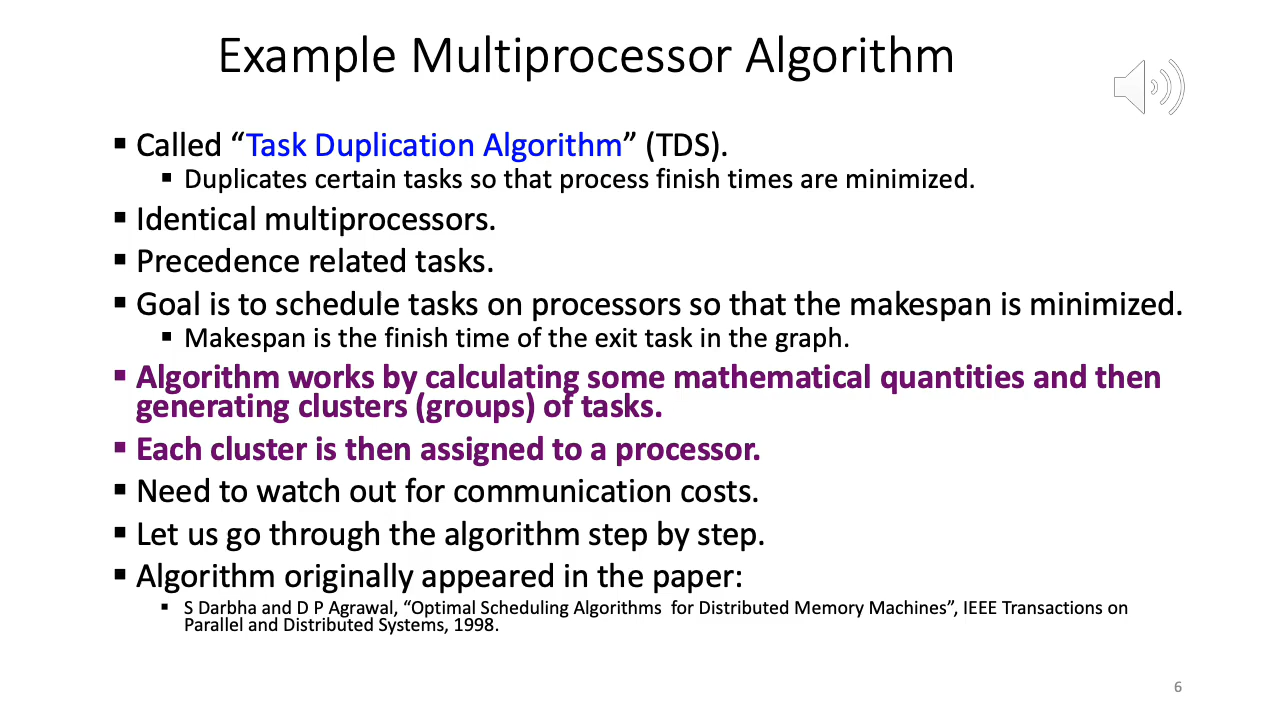 Example Multiprocessor Algorithm
▪ Called “Task Duplication Algorithm” (TDS).
▪ Duplicates certain tasks so that process finish times are minimized.
▪ Identical multiprocessors.
▪ Precedence related tasks.
▪ Goal is to schedule tasks on processors so that the makespan is minimized.
▪ Makespan is the finish time of the exit task in the graph.
▪ Algorithm works by calculating some mathematical quantities and then
generating clusters (groups) of tasks.
▪ Each cluster is then assigned to a processor.
▪ Need to watch out for communication costs.
▪ Let us go through the algorithm step by step.
▪ Algorithm originally appeared in the paper:
▪ S Darbha and D P Agrawal, “Optimal Scheduling Algorithms for Distributed Memory Machines”, IEEE Transactions on
Parallel and Distributed Systems, 1998.
6